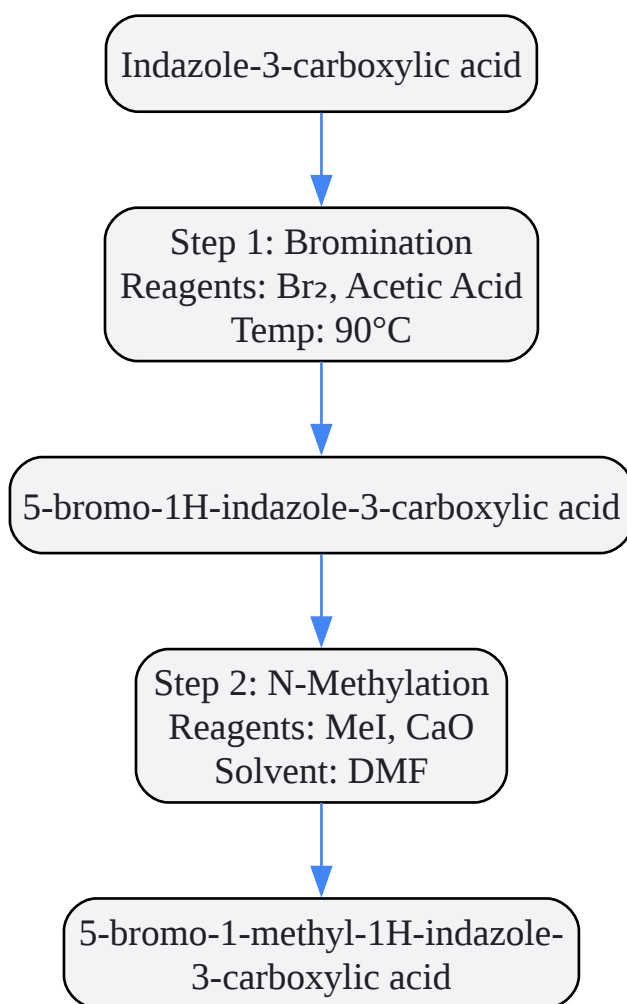 Indazole-3-carboxylic acid
Step 1: Bromination
Reagents: Br₂, Acetic Acid
Temp: 90°C
5-bromo-1H-indazole-3-carboxylic acid
Step 2: N-Methylation
Reagents: MeI, CaO
Solvent: DMF
5-bromo-1-methyl-1H-indazole-
3-carboxylic acid